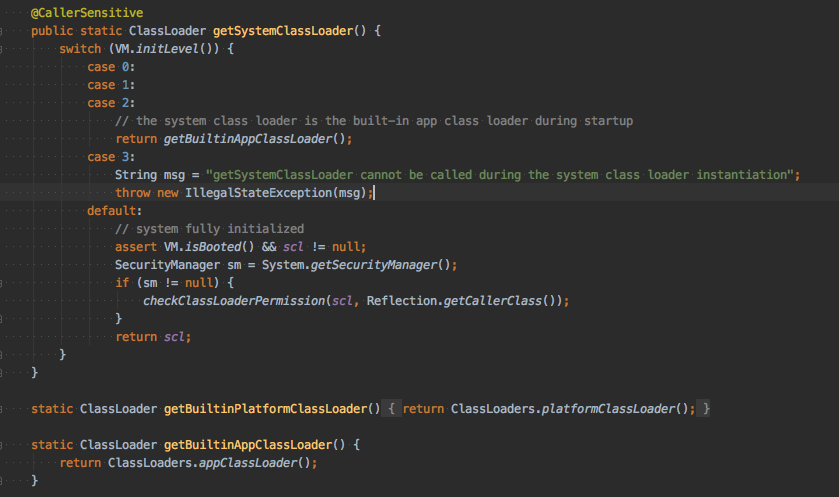 @CallerSensitive
public static ClassLoader getSystemClassLoader() {
    switch (VM.initLevel()) {
        case 0:
        case 1:
        case 2:
            // the system class loader is the built-in app class loader during startup
            return getBuiltinAppClassLoader();
        case 3:
            String msg = "getSystemClassLoader cannot be called during the system class loader instantiation";
            throw new IllegalStateException(msg);
        default:
            // system fully initialized
            assert VM.isBooted() && scl != null;
            SecurityManager sm = System.getSecurityManager();
            if (sm != null) {
                checkClassLoaderPermission(scl, Reflection.getCallerClass());
            }
            return scl;
    }
}
static ClassLoader getBuiltinPlatformClassLoader() { return ClassLoaders.platformClassLoader(); }
static ClassLoader getBuiltinAppClassLoader() {
    return ClassLoaders.appClassLoader();
}